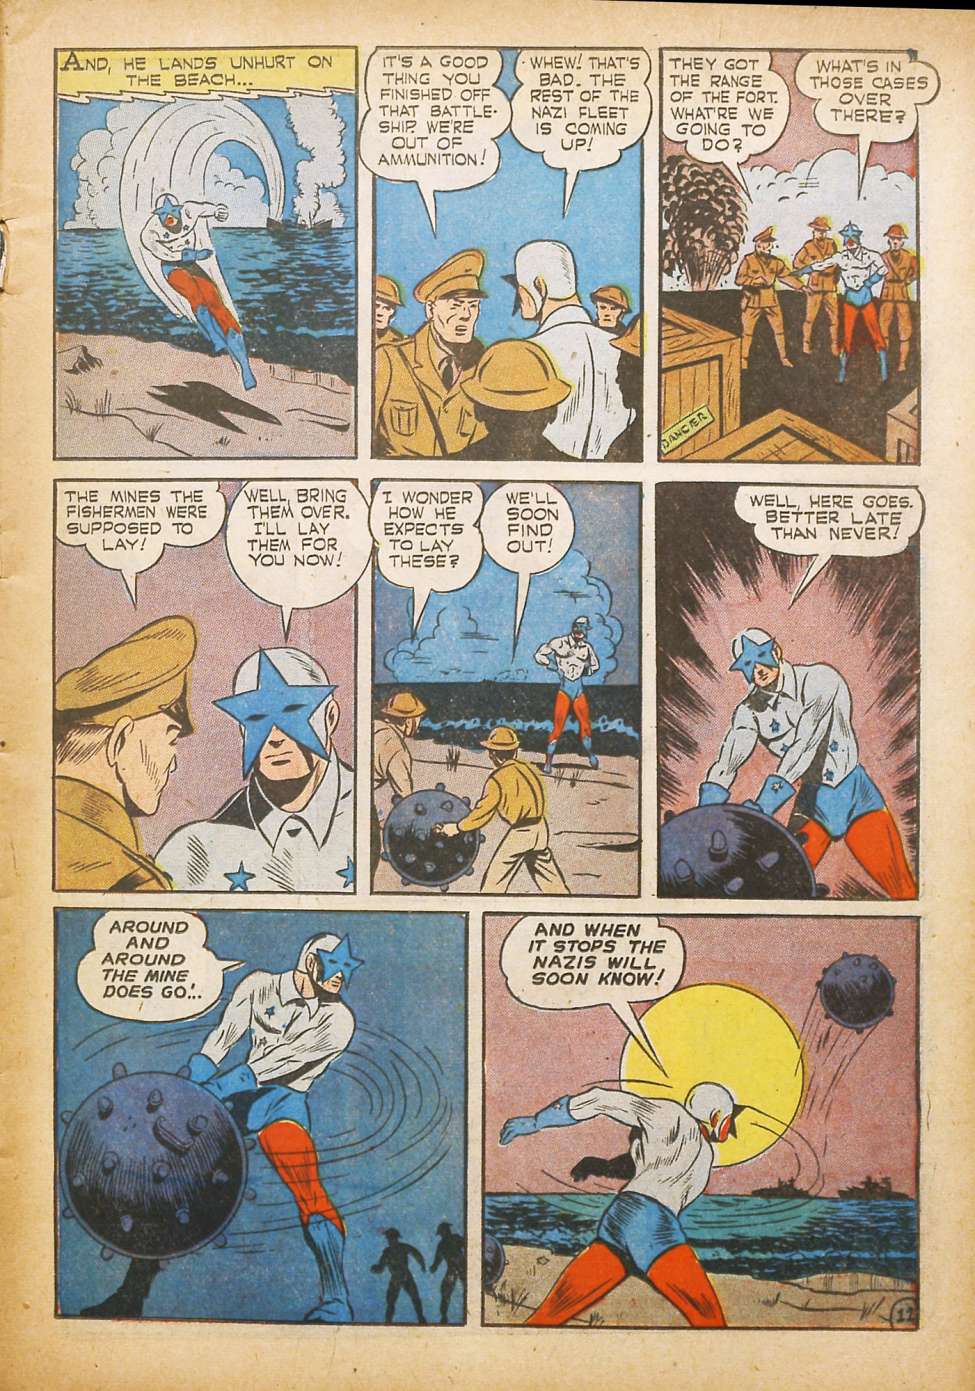 AND, HE LANDS UNHURT ON
THE BEACH...
IT'S A GOOD
THING YOU
FINISHED OFF
THAT BATTLE-
SHIP. WE'RE
OUT OF
AMMUNITION!
WHEW! THAT'S
BAD. THE
REST OF THE
NAZI FLEET
IS COMING
UP!
THEY GOT
THE RANGE
OF THE FORT.
WHAT'RE WE
GOING TO
DO?
WHAT'S IN
THOSE CASES
OVER
THERE?
DANGER
THE MINES THE
FISHERMEN WERE
SUPPOSED TO
LAY!
WELL, BRING
THEM OVER.
I'LL LAY
THEM FOR
YOU NOW!
I WONDER
HOW HE
EXPECTS
TO LAY
THESE?
WE'LL
SOON
FIND
OUT!
WELL, HERE GOES.
BETTER LATE
THAN NEVER!
AROUND
AND
AROUND
THE MINE
DOES GO!..
AND WHEN
IT STOPS THE
NAZIS WILL
SOON KNOW!